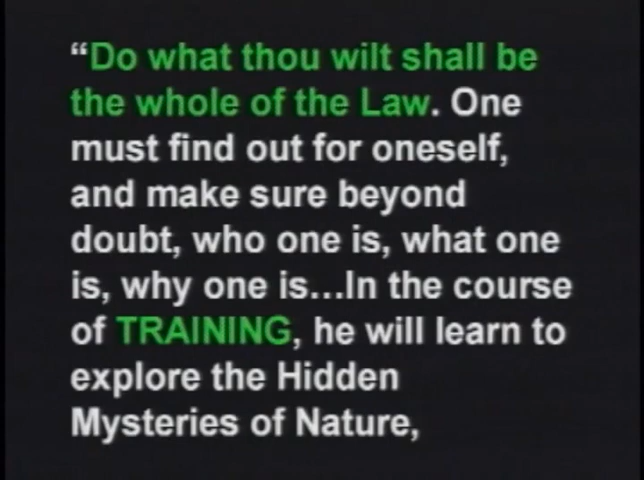 “Do what thou wilt shall be
the whole of the Law. One
must find out for oneself,
and make sure beyond
doubt, who one is, what one
is, why one is...In the course
of TRAINING, he will learn to
explore the Hidden
Mysteries of Nature,